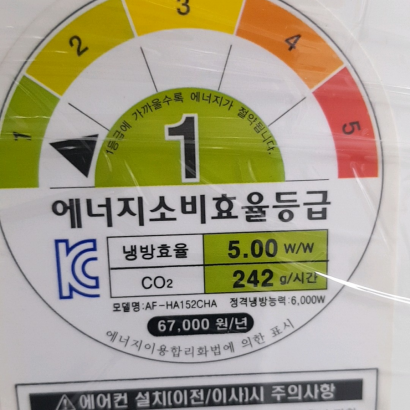 1 2 3 4 5
1등급에 가까울수록 에너지가 절약됩니다.
1
에너지소비효율등급
냉방효율 5.00 W/W
CO₂ 242 g/시간
모델명:AF-HA152CHA 정격냉방능력:6,000W
67,000 원/년
에너지이용합리화법에 의한 표시
에어컨 설치(이전/이사)시 주의사항